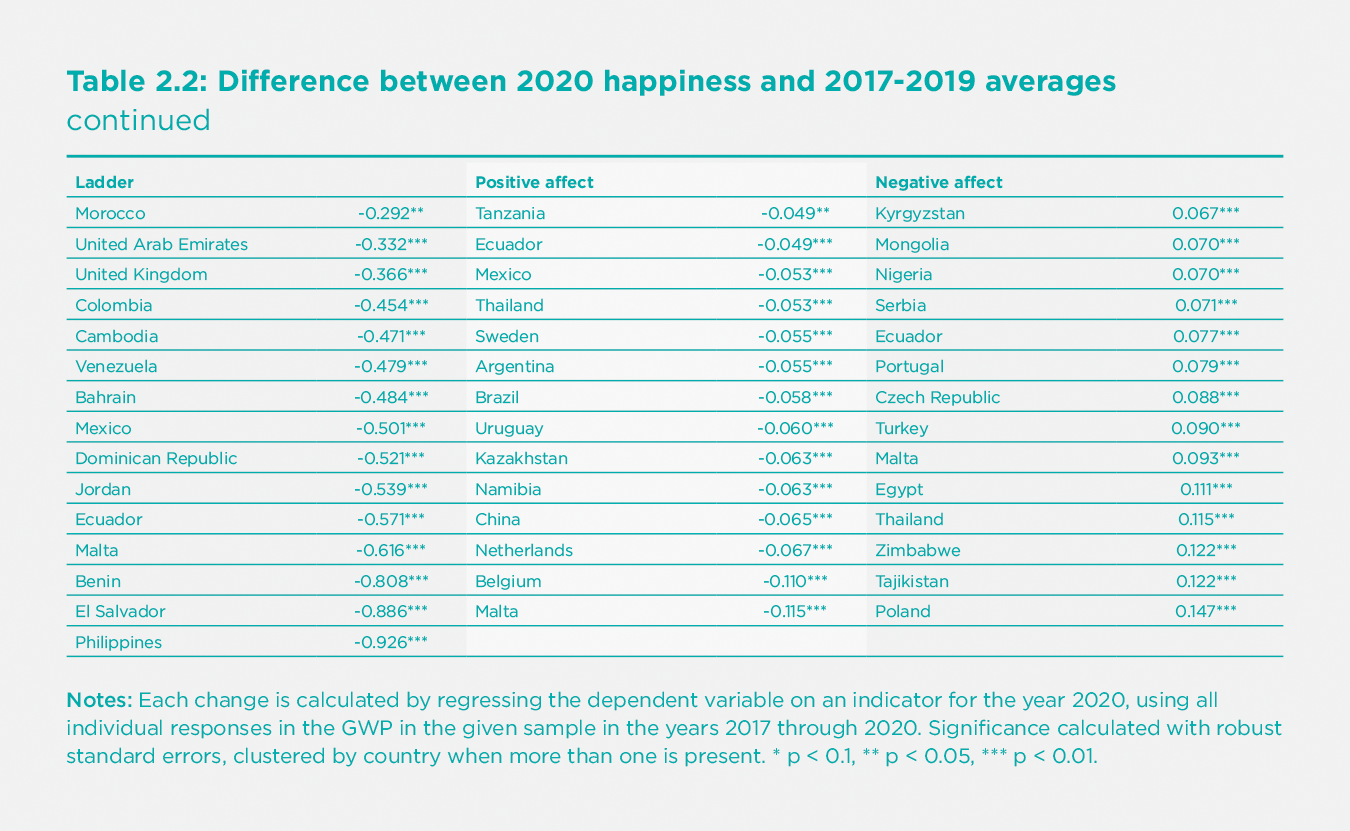 Table 2.2: Difference between 2020 happiness and 2017-2019 averages
continued
Ladder Positive affect Negative affect
Morocco -0.292** Tanzania -0.049** Kyrgyzstan 0.067***
United Arab Emirates -0.332*** Ecuador -0.049*** Mongolia 0.070***
United Kingdom -0.366*** Mexico -0.053*** Nigeria 0.070***
Colombia -0.454*** Thailand -0.053*** Serbia 0.071***
Cambodia -0.471*** Sweden -0.055*** Ecuador 0.077***
Venezuela -0.479*** Argentina -0.055*** Portugal 0.079***
Bahrain -0.484*** Brazil -0.058*** Czech Republic 0.088***
Mexico -0.501*** Uruguay -0.060*** Turkey 0.090***
Dominican Republic -0.521*** Kazakhstan -0.063*** Malta 0.093***
Jordan -0.539*** Namibia -0.063*** Egypt 0.111***
Ecuador -0.571*** China -0.065*** Thailand 0.115***
Malta -0.616*** Netherlands -0.067*** Zimbabwe 0.122***
Benin -0.808*** Belgium -0.110*** Tajikistan 0.122***
El Salvador -0.886*** Malta -0.115*** Poland 0.147***
Philippines -0.926***
Notes: Each change is calculated by regressing the dependent variable on an indicator for the year 2020, using all
individual responses in the GWP in the given sample in the years 2017 through 2020. Significance calculated with robust
standard errors, clustered by country when more than one is present. * p < 0.1, ** p < 0.05, *** p < 0.01.